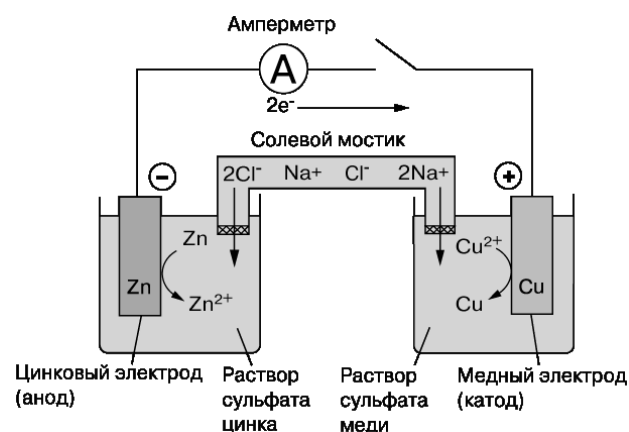 Амперметр
A
2e⁻
Солевой мостик
2Cl⁻ Na+ Cl⁻ 2Na+
− +
Zn Cu²⁺
Zn Cu
Zn²⁺ Cu
Цинковый электрод Раствор Раствор Медный электрод
(анод) сульфата сульфата (катод)
цинка меди